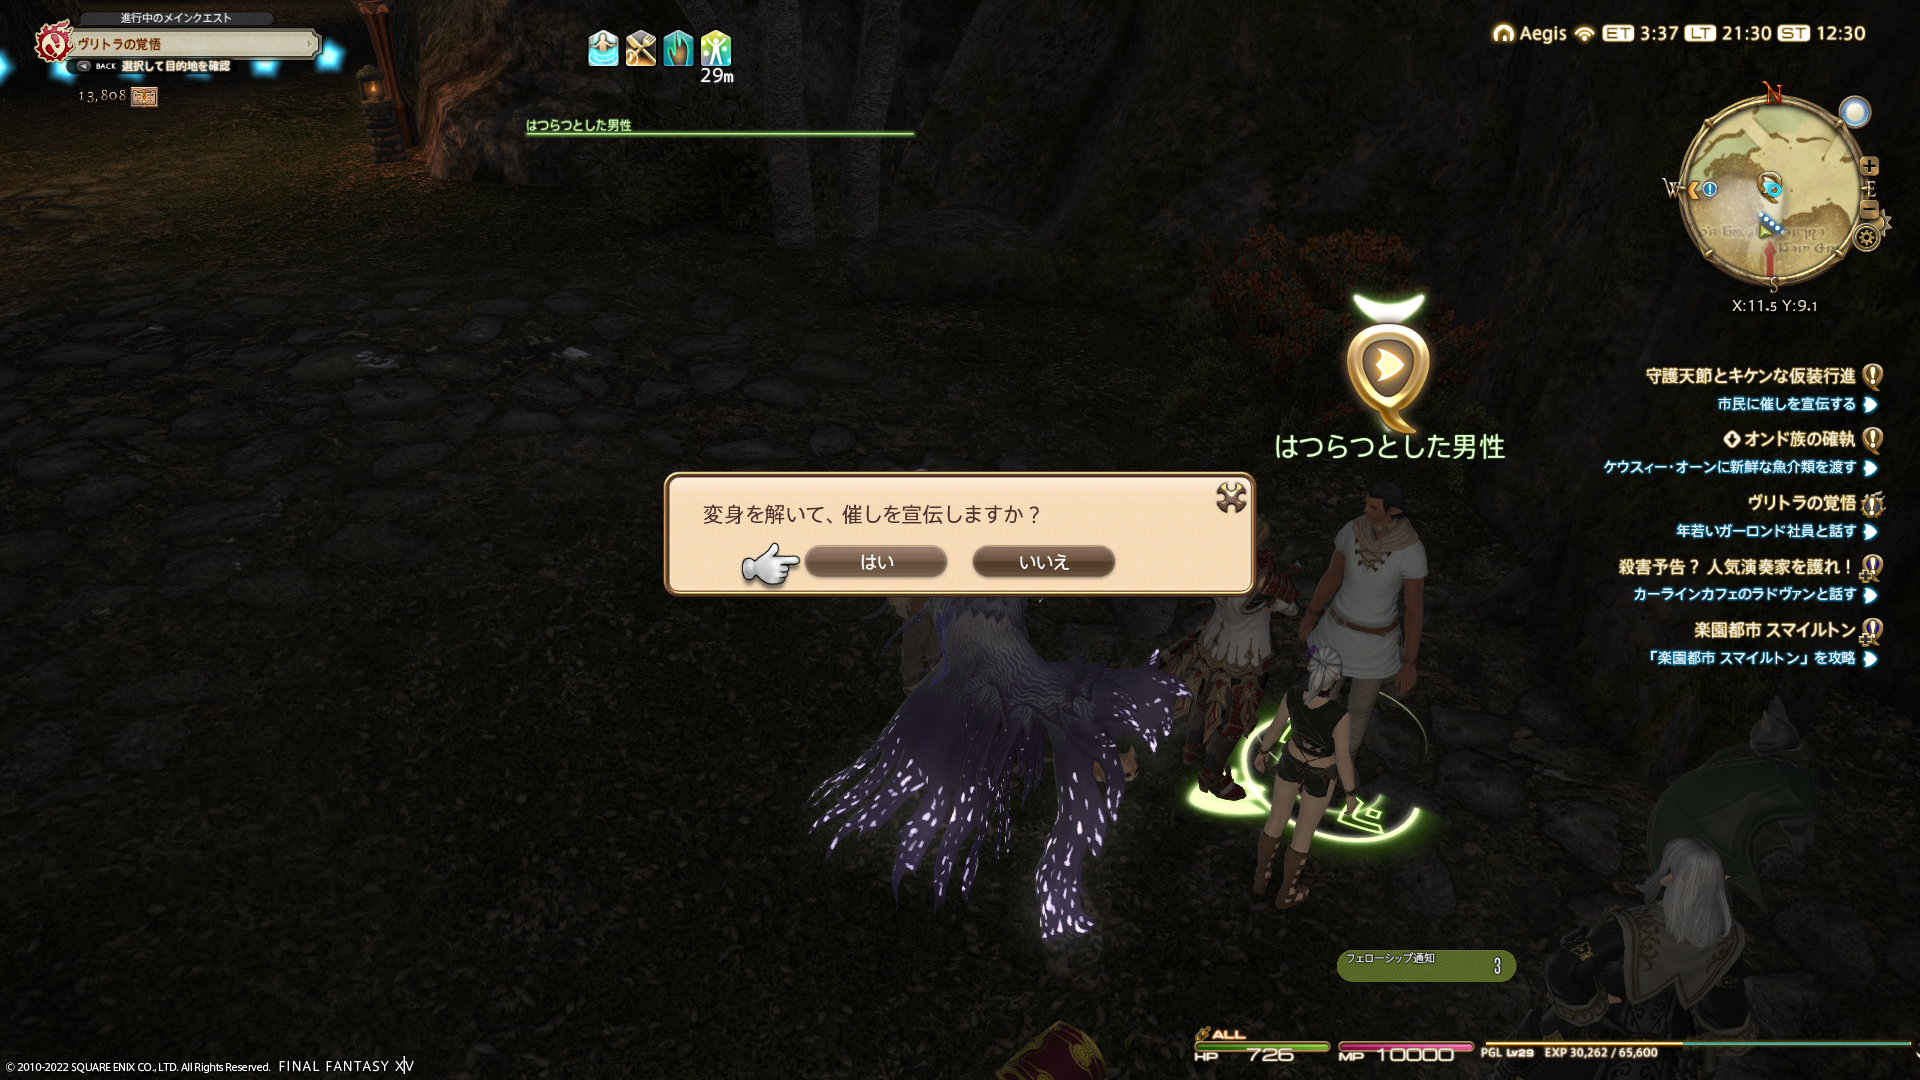 進行中のメインクエスト
ヴリトラの覚悟
BACK 選択して目的地を確認
13,808
29m
はつらつとした男性
Aegis ET 3:37 LT 21:30 ST 12:30
N
W
E
S
X:11.5 Y:9.1
守護天節とキケンな仮装行進
市民に催しを宣伝する
オンド族の確執
ケウスィー・オーンに新鮮な魚介類を渡す
ヴリトラの覚悟
年若いガーロンド社員と話す
殺害予告？ 人気演奏家を護れ！
カーラインカフェのラドヴァンと話す
楽園都市 スマイルトン
「楽園都市 スマイルトン」を攻略
はつらつとした男性
変身を解いて、催しを宣伝しますか？
はい
いいえ
フェローシップ通知 3
ALL
HP 726 MP 10000 PGL Lv29 EXP 30,262 / 65,600
© 2010-2022 SQUARE ENIX CO., LTD. All Rights Reserved. FINAL FANTASY XIV